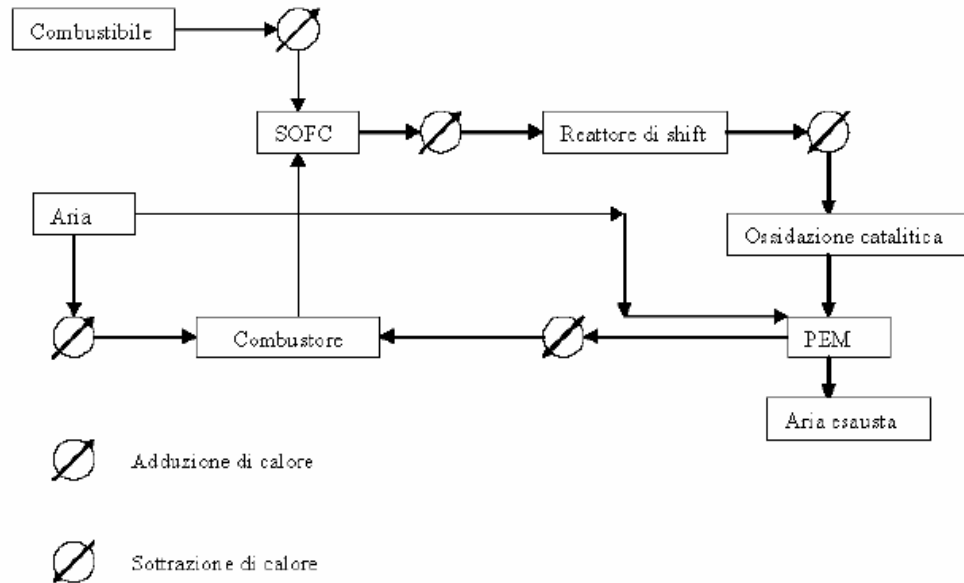 Combustibile
SOFC
Reattore di shift
Aria
Ossidazione catalitica
Combustore
PEM
Aria esausta
Adduzione di calore
Sottrazione di calore